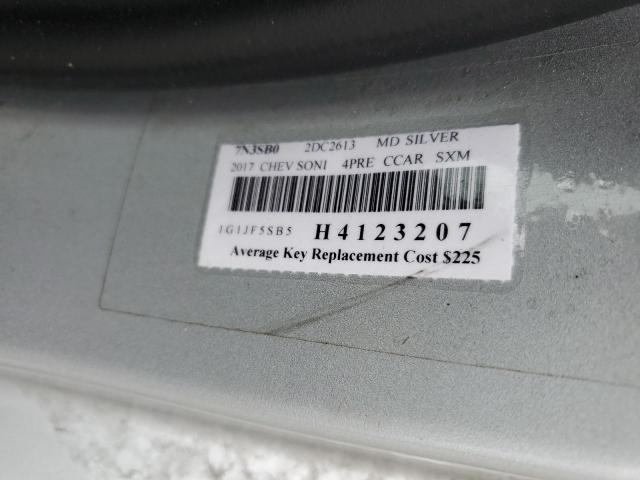 7N3SB0 2DC2613 MD SILVER
2017 CHEV SONI 4PRE CCAR SXM
1G1JF5SB5 H4123207
Average Key Replacement Cost $225